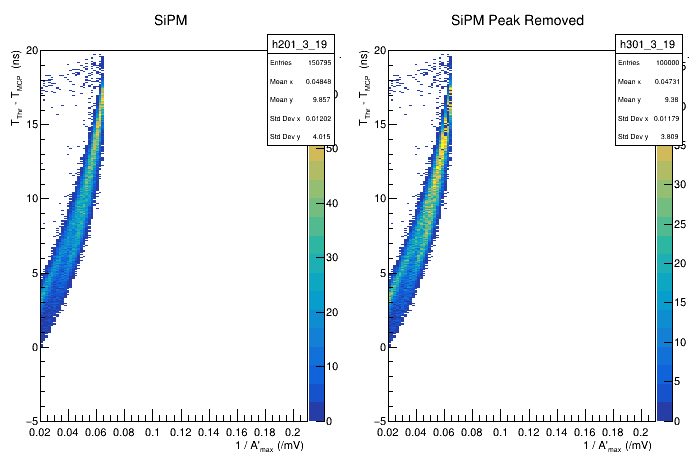 SiPM
h201_3_19
Entries 150795
Mean x 0.04848
Mean y 9.857
Std Dev x 0.01202
Std Dev y 4.015
T_Thr - T_MCP (ns)
20
15
10
5
0
−5
0.02 0.04 0.06 0.08 0.1 0.12 0.14 0.16 0.18 0.2
1 / A'_max (/mV)
50
40
30
20
10
0
SiPM Peak Removed
h301_3_19
Entries 100000
Mean x 0.04731
Mean y 9.38
Std Dev x 0.01179
Std Dev y 3.809
T_Thr - T_MCP (ns)
20
15
10
5
0
−5
0.02 0.04 0.06 0.08 0.1 0.12 0.14 0.16 0.18 0.2
1 / A'_max (/mV)
30
25
20
15
10
5
0